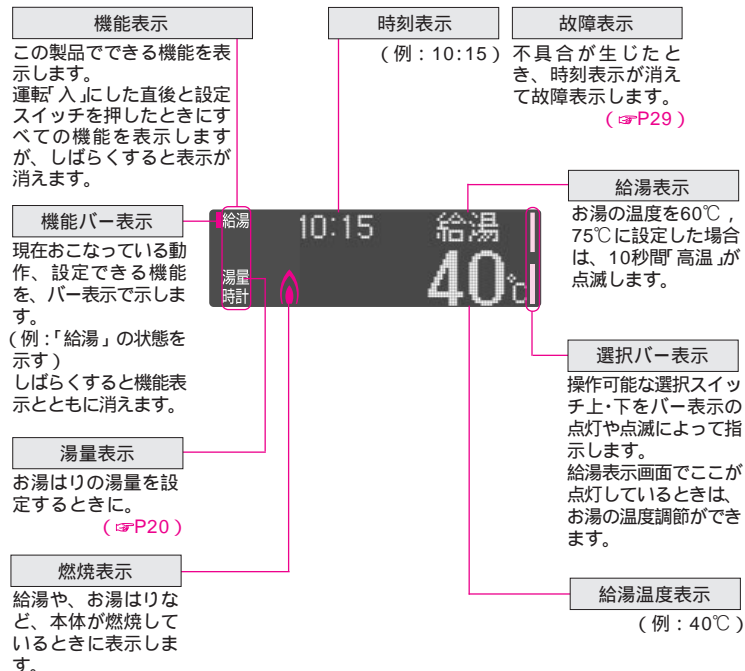 機能表示
この製品でできる機能を表
示します。
運転「入」にした直後と設定
スイッチを押したときにす
べての機能を表示します
が、しばらくすると表示が
消えます。
機能バー表示
現在おこなっている動
作、設定できる機能
を、バー表示で示しま
す。
（例：「給湯」の状態を
示す）
しばらくすると機能表
示とともに消えます。
湯量表示
お湯はりの湯量を設
定するときに。
（☞P20）
燃焼表示
給湯や、お湯はりな
ど、本体が燃焼して
いるときに表示しま
す。
時刻表示
（例：10:15）
故障表示
不具合が生じたと
き、時刻表示が消え
て故障表示します。
（☞P29）
給湯 10:15 給湯
湯量
時計
40℃
給湯表示
お湯の温度を60℃，
75℃に設定した場合
は、10秒間「高温」が
点滅します。
選択バー表示
操作可能な選択スイッ
チ上・下をバー表示の
点灯や点滅によって指
示します。
給湯表示画面でここが
点灯しているときは、
お湯の温度調節ができ
ます。
給湯温度表示
（例：40℃）